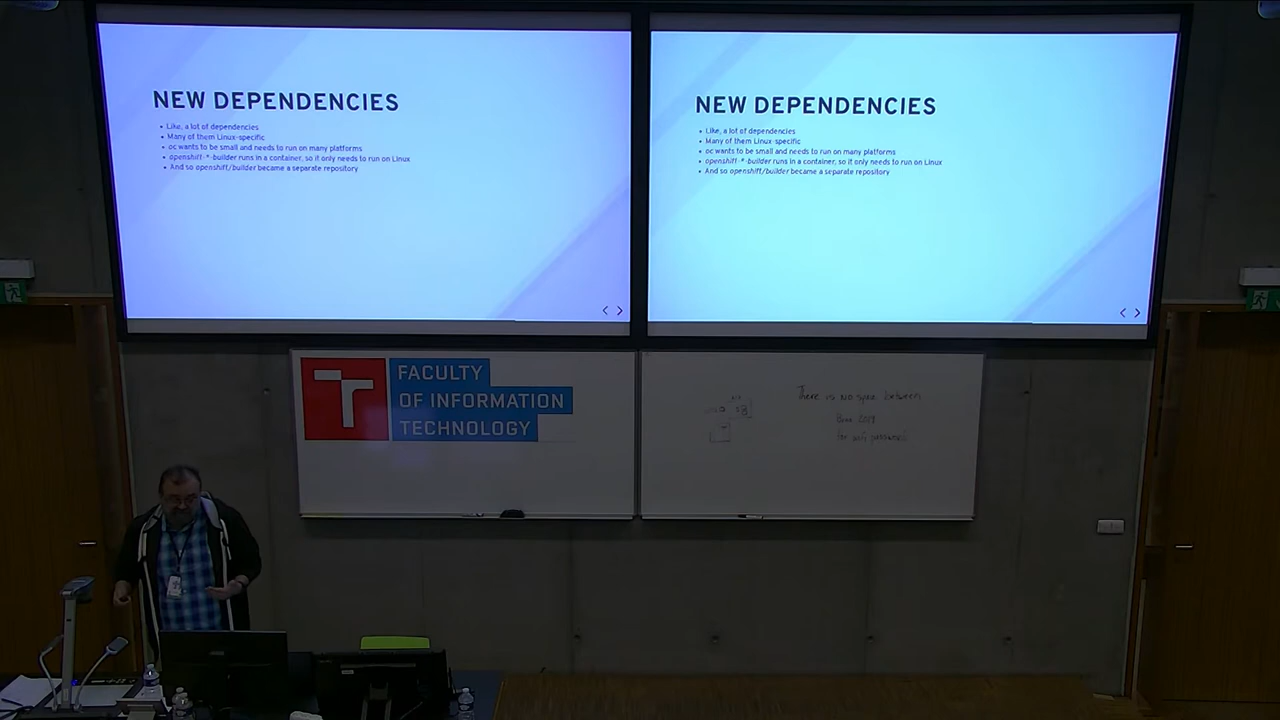 NEW DEPENDENCIES
• Like, a lot of dependencies
• Many of them Linux-specific
• oc wants to be small and needs to run on many platforms
• openshift-*-builder runs in a container, so it only needs to run on Linux
• And so openshift/builder became a separate repository
NEW DEPENDENCIES
• Like, a lot of dependencies
• Many of them Linux-specific
• oc wants to be small and needs to run on many platforms
• openshift-*-builder runs in a container, so it only needs to run on Linux
• And so openshift/builder became a separate repository
FACULTY
OF INFORMATION
TECHNOLOGY
There is no space between
for wifi password